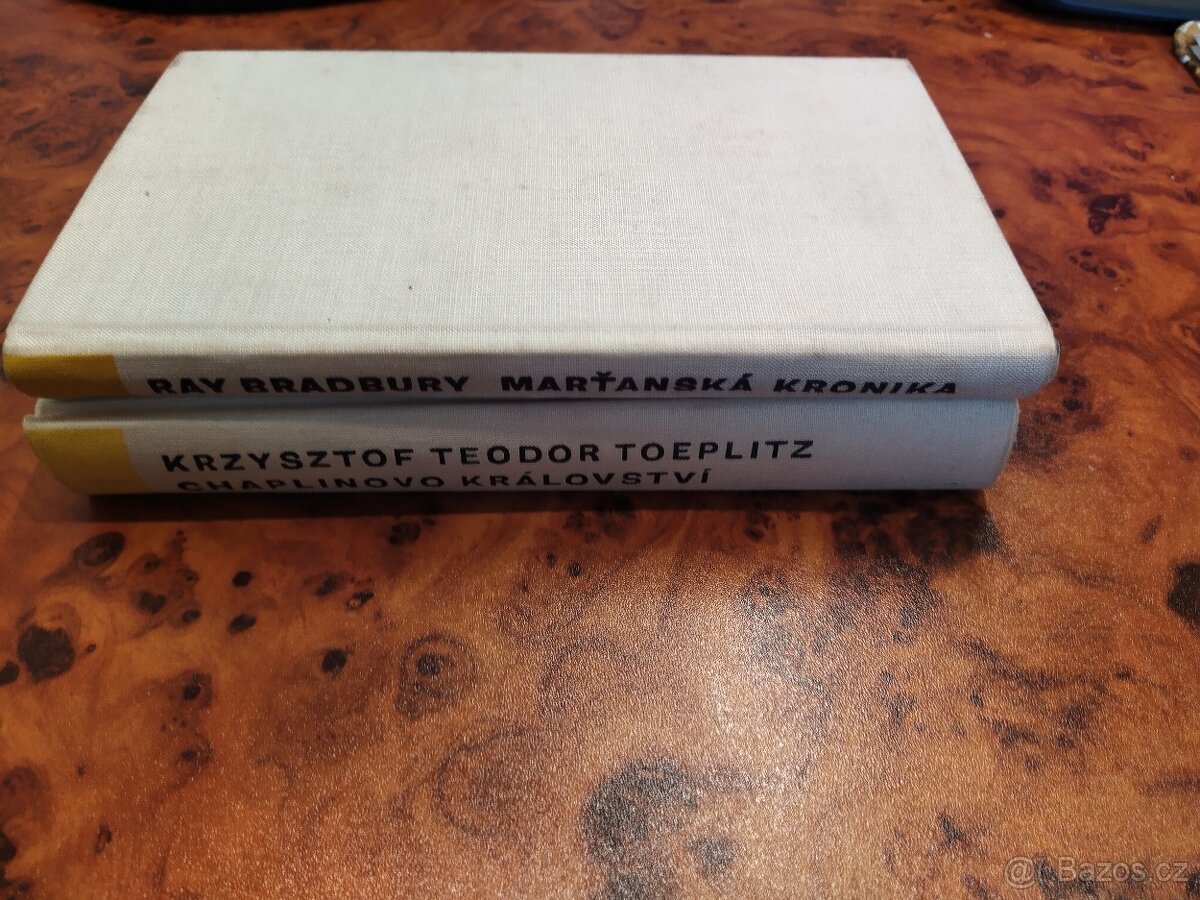 RAY BRADBURY MARŤANSKÁ KRONIKA
KRZYSZTOF TEODOR TOEPLITZ
CHAPLINOVO KRÁLOVSTVÍ
@ Bazos.cz